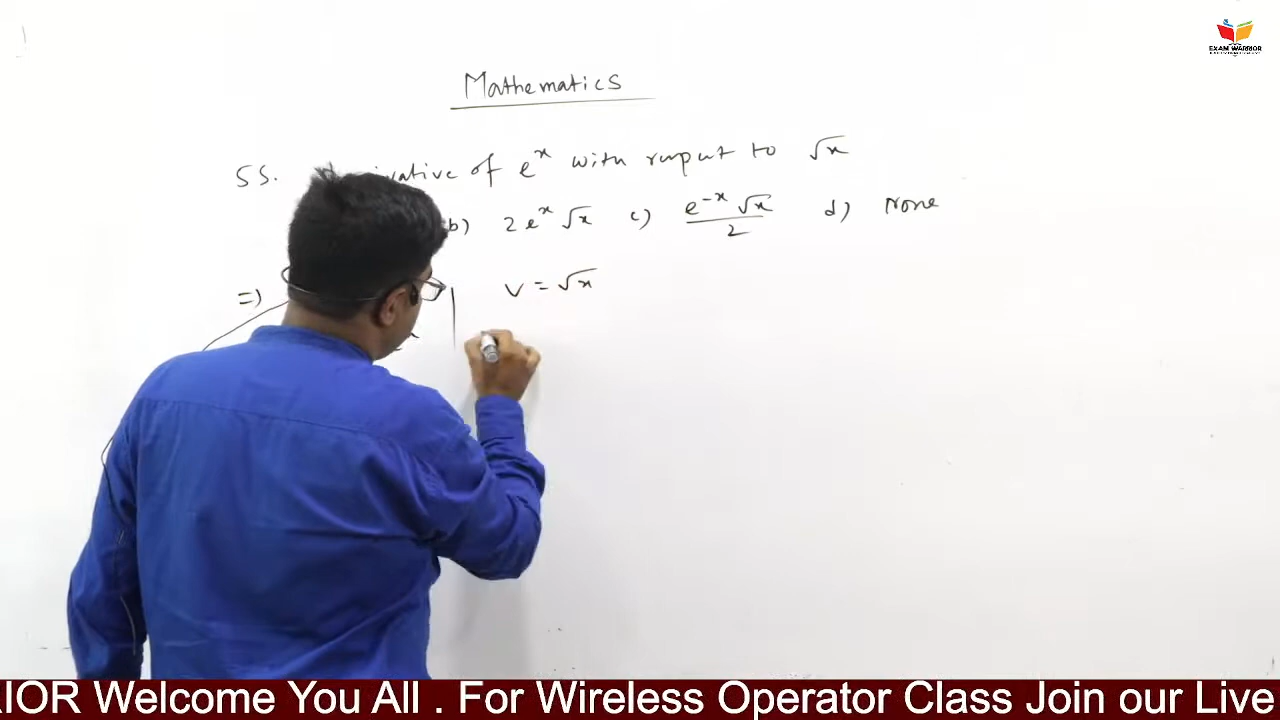 EXAM WARRIOR
Mathematics
55. ivative of e^x with respect to √x
b) 2e^x √x c) e^-x √x / 2 d) None
=) v = √x
IOR Welcome You All . For Wireless Operator Class Join our Live